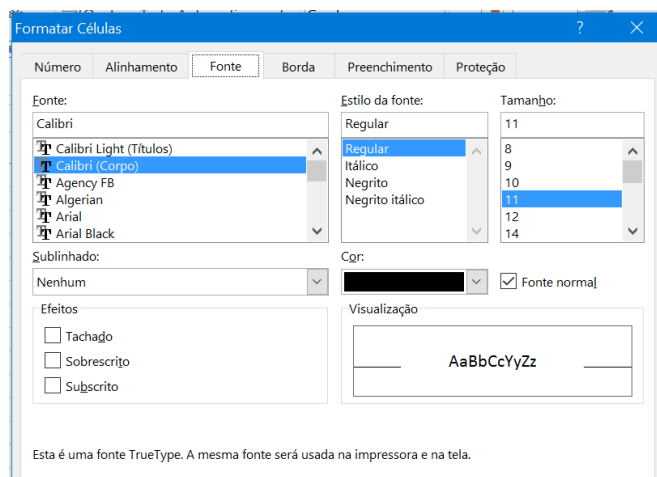 Formatar Células ?
Número Alinhamento Fonte Borda Preenchimento Proteção
Fonte: Estilo da fonte: Tamanho:
Calibri Regular 11
Calibri Light (Títulos) Regular 8
Calibri (Corpo) Itálico 9
Agency FB Negrito 10
Algerian Negrito itálico 11
Arial 12
Arial Black 14
Sublinhado: Cor:
Nenhum Fonte normal
Efeitos Visualização
Tachado
Sobrescrito AaBbCcYyZz
Subscrito
Esta é uma fonte TrueType. A mesma fonte será usada na impressora e na tela.